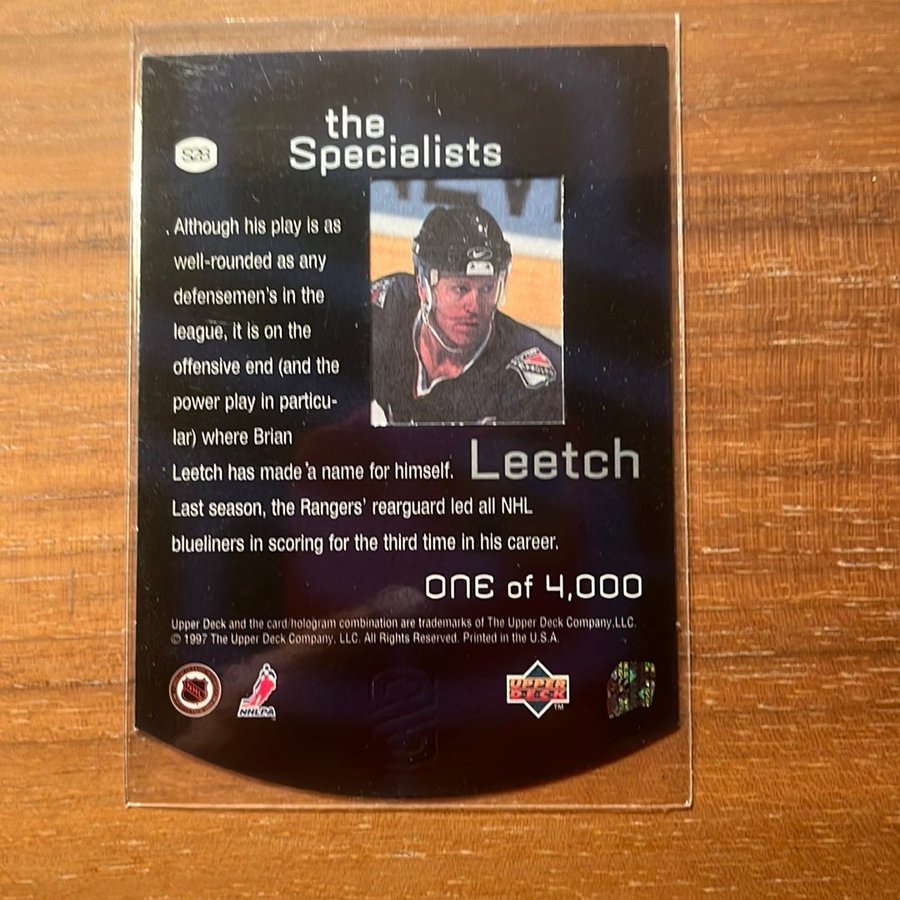 the
Specialists
S28
Although his play is as
well-rounded as any
defensemen's in the
league, it is on the
offensive end (and the
power play in particu-
lar) where Brian
Leetch has made a name for himself.
Leetch
Last season, the Rangers' rearguard led all NHL
blueliners in scoring for the third time in his career.
ONE of 4,000
Upper Deck and the card/hologram combination are trademarks of The Upper Deck Company, LLC.
© 1997 The Upper Deck Company, LLC. All Rights Reserved. Printed in the U.S.A.
NHL
NHLPA
UPPER
DECK
TM